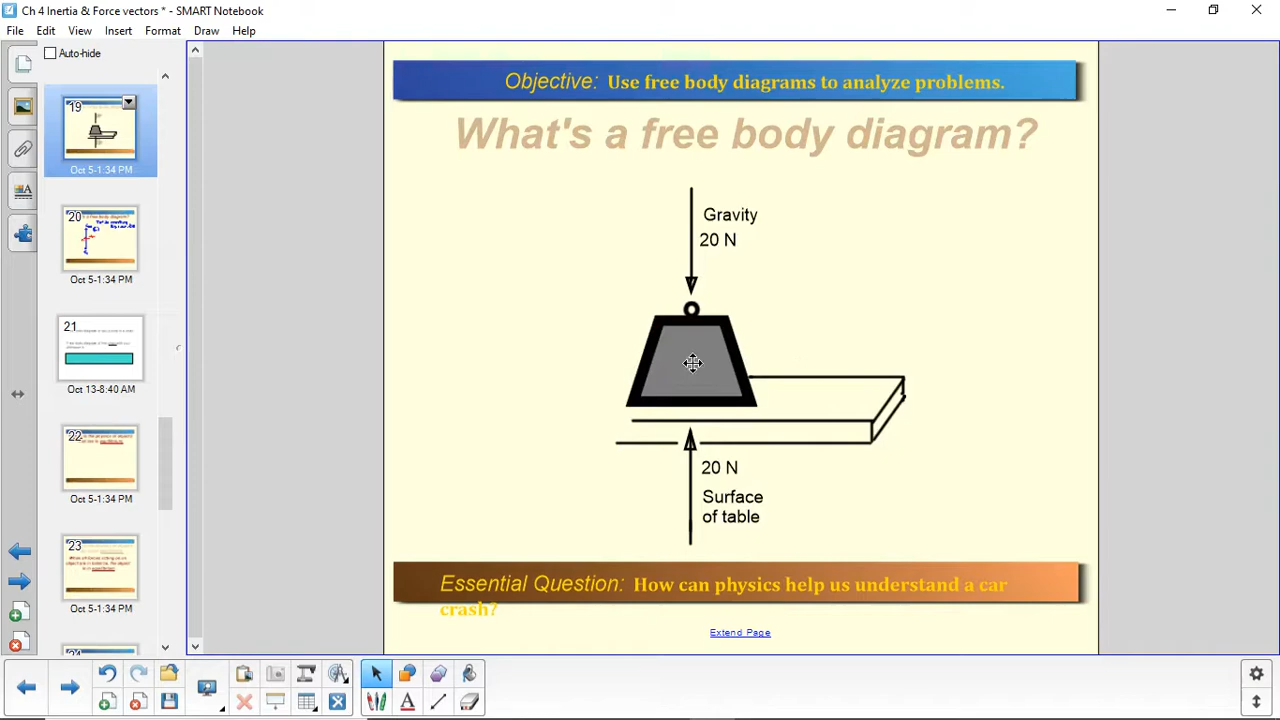 Ch 4 Inertia & Force vectors * - SMART Notebook
File Edit View Insert Format Draw Help
Auto-hide
19
Oct 5-1:34 PM
20
Oct 5-1:34 PM
21
Oct 13-8:40 AM
22
Oct 5-1:34 PM
23
Oct 5-1:34 PM
Objective: Use free body diagrams to analyze problems.
What's a free body diagram?
Gravity
20 N
20 N
Surface
of table
Essential Question: How can physics help us understand a car
crash?
Extend Page